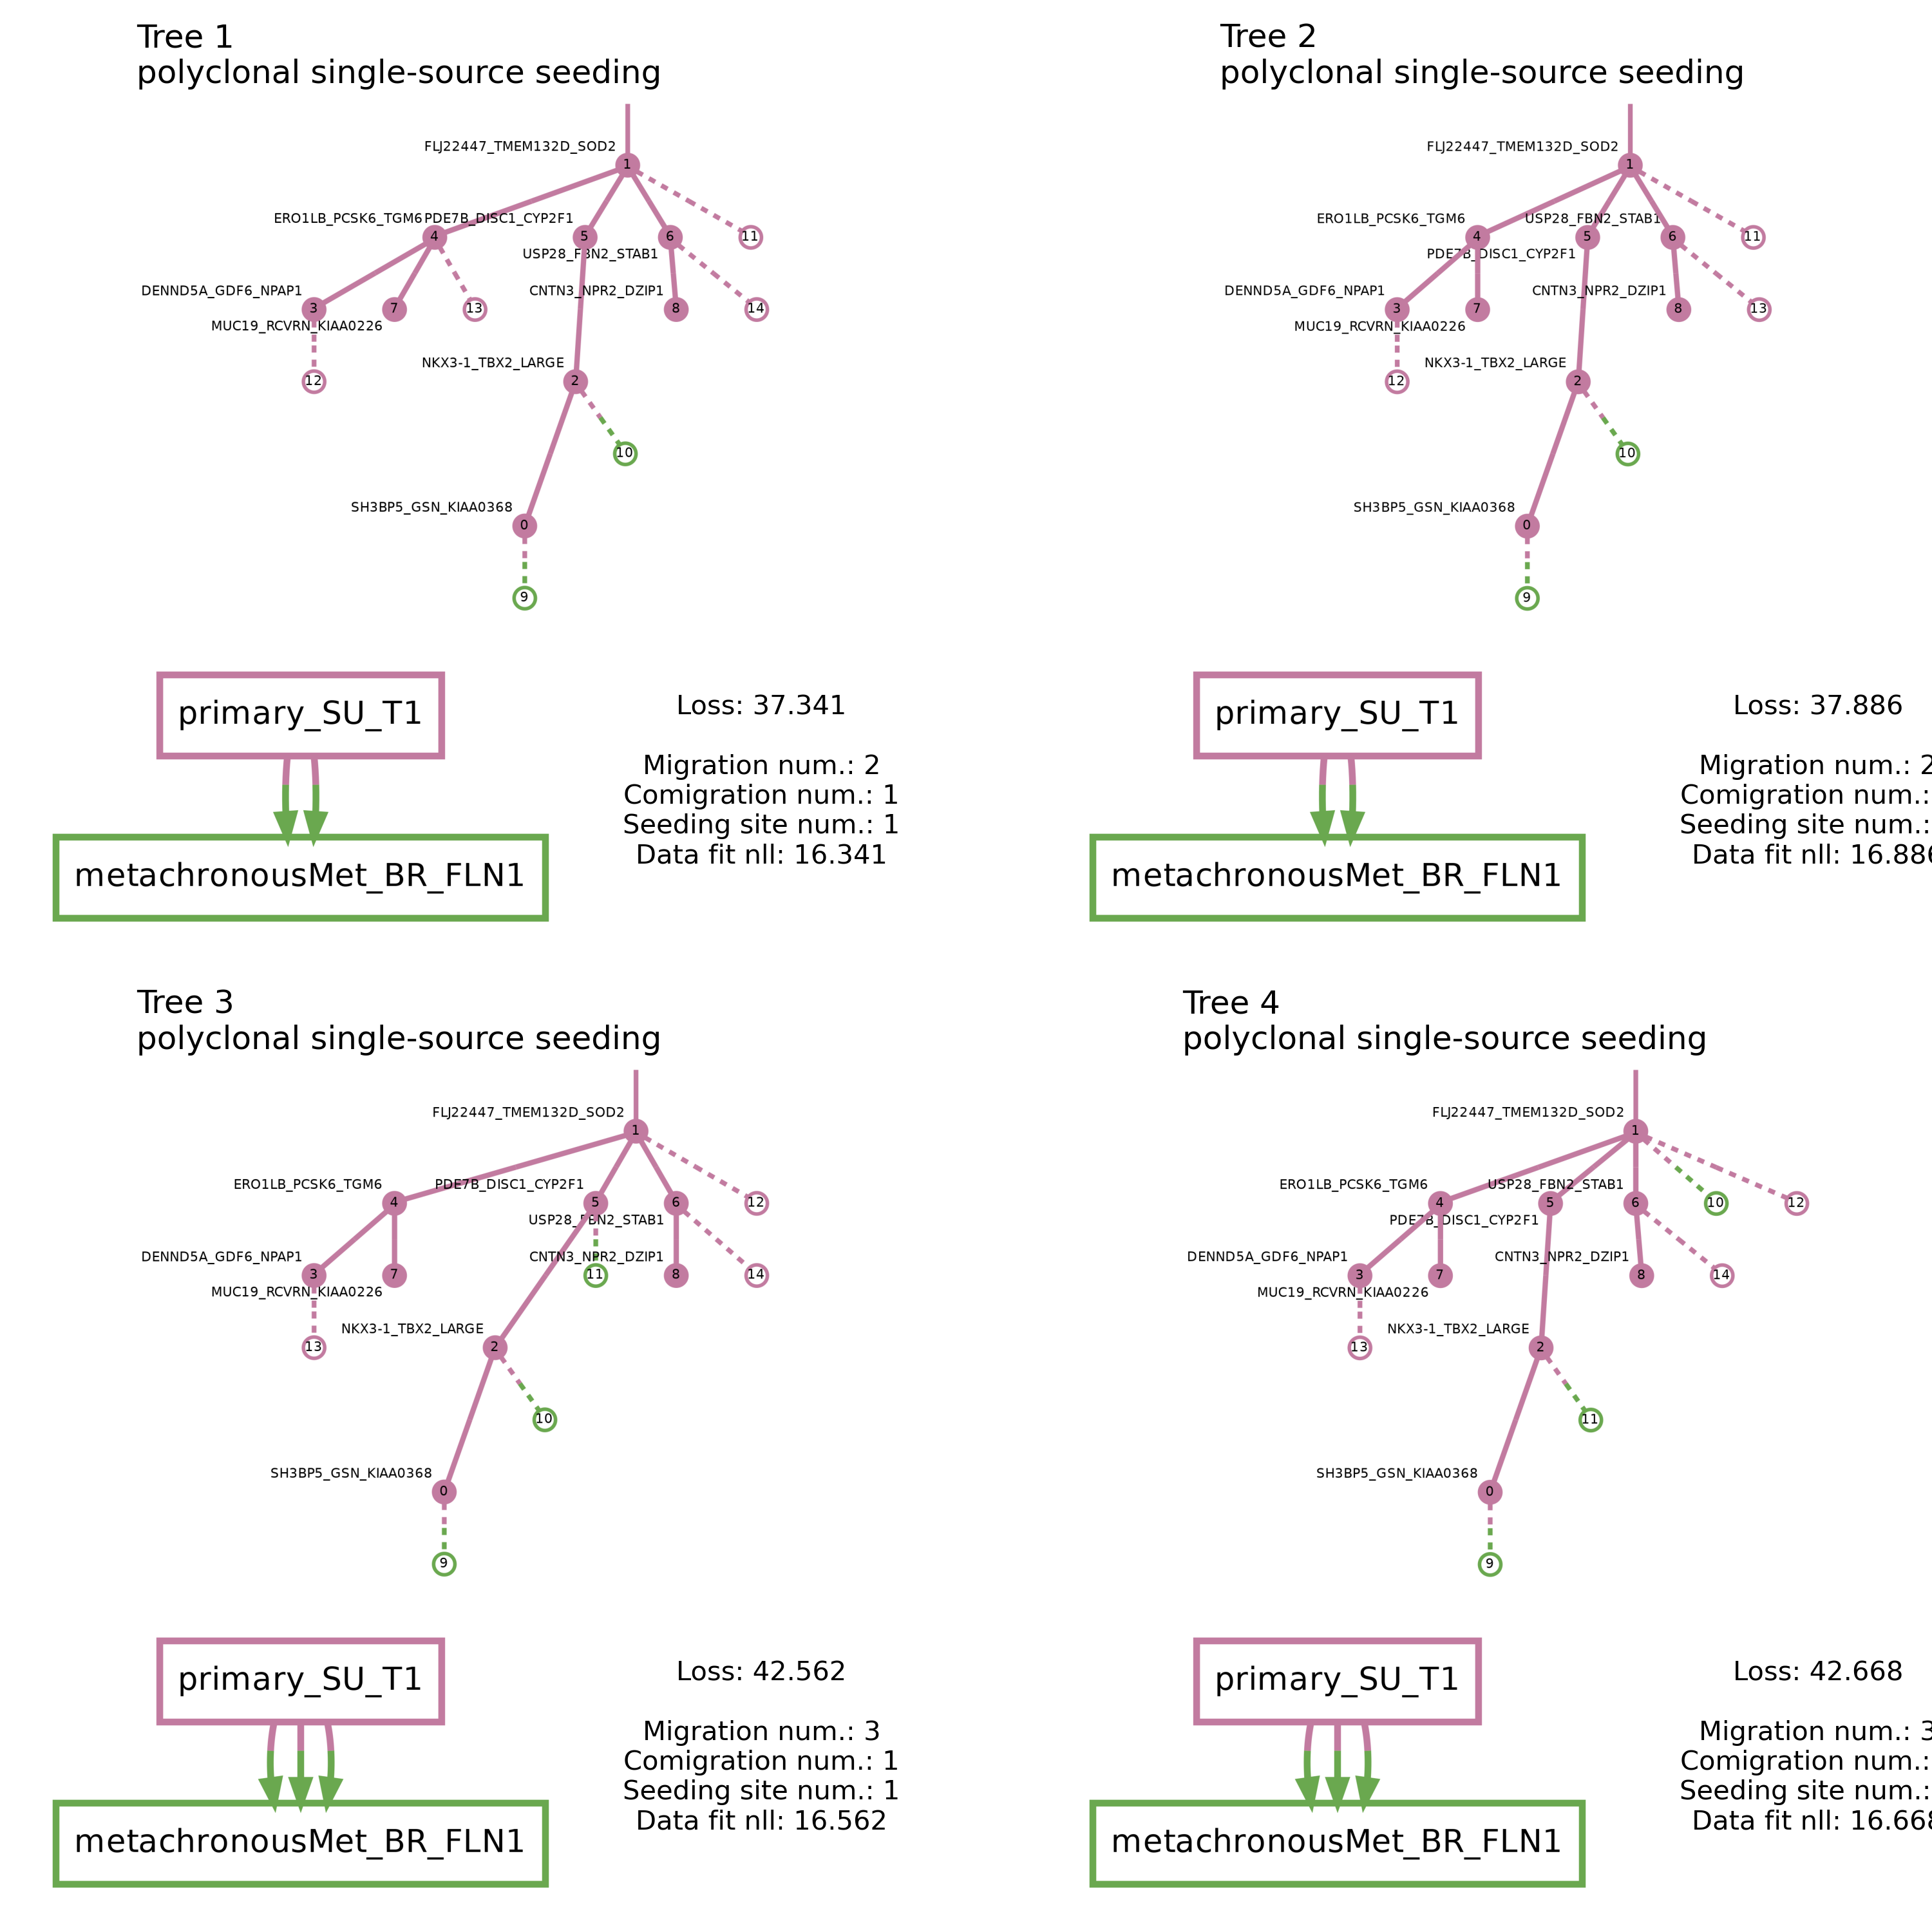 Tree 1
polyclonal single-source seeding
FLJ22447_TMEM132D_SOD2
1
ERO1LB_PCSK6_TGM6
PDE7B_DISC1_CYP2F1
4
5
6
11
USP28_FBN2_STAB1
DENND5A_GDF6_NPAP1
CNTN3_NPR2_DZIP1
3
7
13
8
14
MUC19_RCVRN_KIAA0226
NKX3-1_TBX2_LARGE
12
2
10
SH3BP5_GSN_KIAA0368
0
9
primary_SU_T1
metachronousMet_BR_FLN1
Loss: 37.341
Migration num.: 2
Comigration num.: 1
Seeding site num.: 1
Data fit nll: 16.341
Tree 2
polyclonal single-source seeding
FLJ22447_TMEM132D_SOD2
1
ERO1LB_PCSK6_TGM6
USP28_FBN2_STAB1
4
5
6
11
PDE7B_DISC1_CYP2F1
DENND5A_GDF6_NPAP1
CNTN3_NPR2_DZIP1
3
7
8
13
MUC19_RCVRN_KIAA0226
NKX3-1_TBX2_LARGE
12
2
10
SH3BP5_GSN_KIAA0368
0
9
primary_SU_T1
metachronousMet_BR_FLN1
Loss: 37.886
Migration num.: 2
Comigration num.:
Seeding site num.:
Data fit nll: 16.886
Tree 3
polyclonal single-source seeding
FLJ22447_TMEM132D_SOD2
1
ERO1LB_PCSK6_TGM6
PDE7B_DISC1_CYP2F1
4
5
6
12
USP28_FBN2_STAB1
DENND5A_GDF6_NPAP1
CNTN3_NPR2_DZIP1
3
7
11
8
14
MUC19_RCVRN_KIAA0226
NKX3-1_TBX2_LARGE
13
2
10
SH3BP5_GSN_KIAA0368
0
9
primary_SU_T1
metachronousMet_BR_FLN1
Loss: 42.562
Migration num.: 3
Comigration num.: 1
Seeding site num.: 1
Data fit nll: 16.562
Tree 4
polyclonal single-source seeding
FLJ22447_TMEM132D_SOD2
1
ERO1LB_PCSK6_TGM6
USP28_FBN2_STAB1
4
5
6
10
12
PDE7B_DISC1_CYP2F1
DENND5A_GDF6_NPAP1
CNTN3_NPR2_DZIP1
3
7
8
14
MUC19_RCVRN_KIAA0226
NKX3-1_TBX2_LARGE
13
2
11
SH3BP5_GSN_KIAA0368
0
9
primary_SU_T1
metachronousMet_BR_FLN1
Loss: 42.668
Migration num.: 3
Comigration num.:
Seeding site num.:
Data fit nll: 16.668